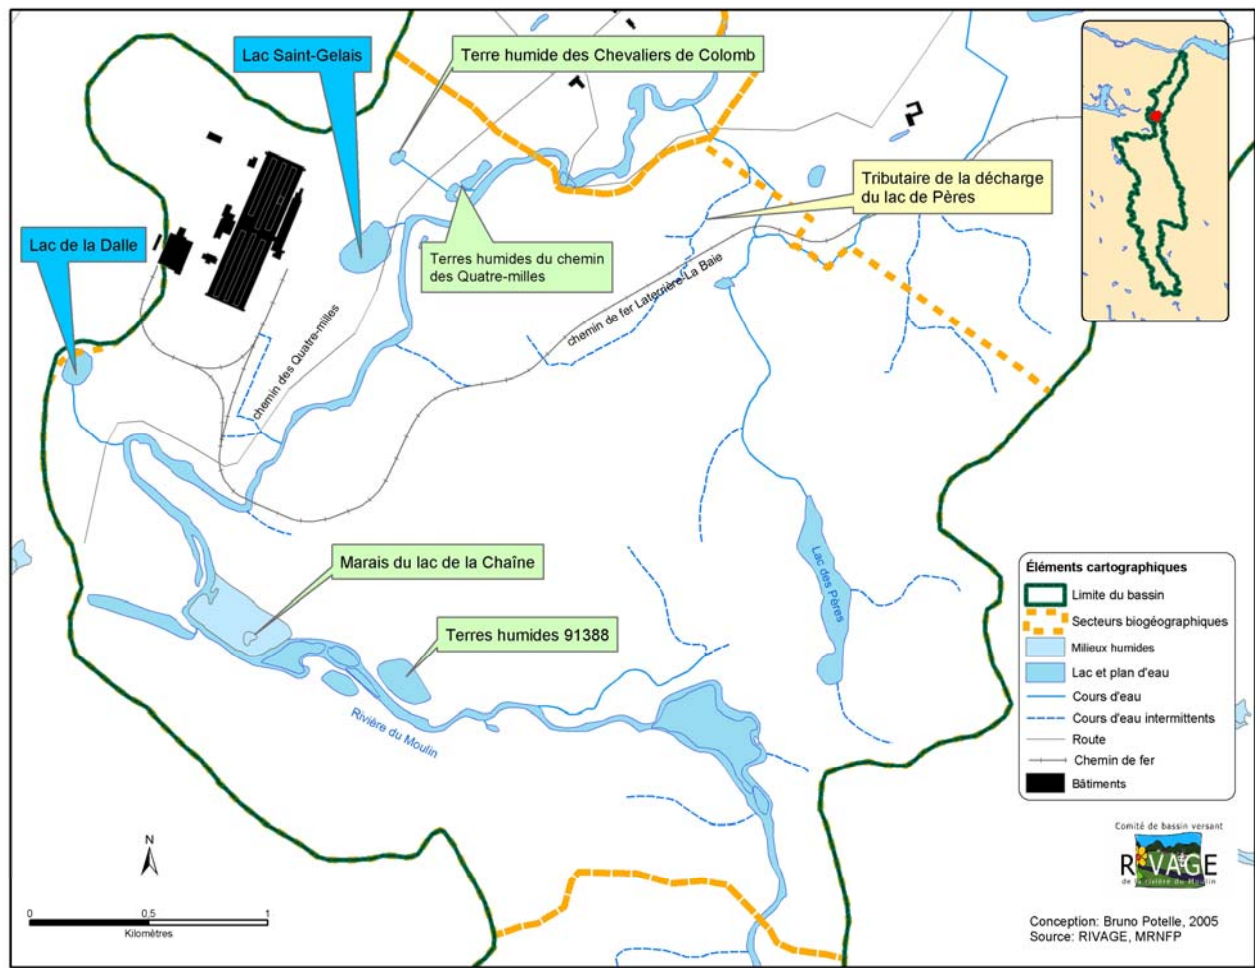 Lac Saint-Gelais
Terre humide des Chevaliers de Colomb
Tributaire de la décharge
du lac de Pères
Lac de la Dalle
Terres humides du chemin
des Quatre-milles
chemin de fer Laterrière-La Baie
chemin des Quatre-milles
Marais du lac de la Chaîne
Lac des Pères
Terres humides 91388
Rivière du Moulin
Éléments cartographiques
Limite du bassin
Secteurs biogéographiques
Milieux humides
Lac et plan d'eau
Cours d'eau
Cours d'eau intermittents
Route
Chemin de fer
Bâtiments
N
0 0,5 1
Kilomètres
Comité de bassin versant
RIVAGE
de la rivière du Moulin
Conception: Bruno Potelle, 2005
Source: RIVAGE, MRNFP